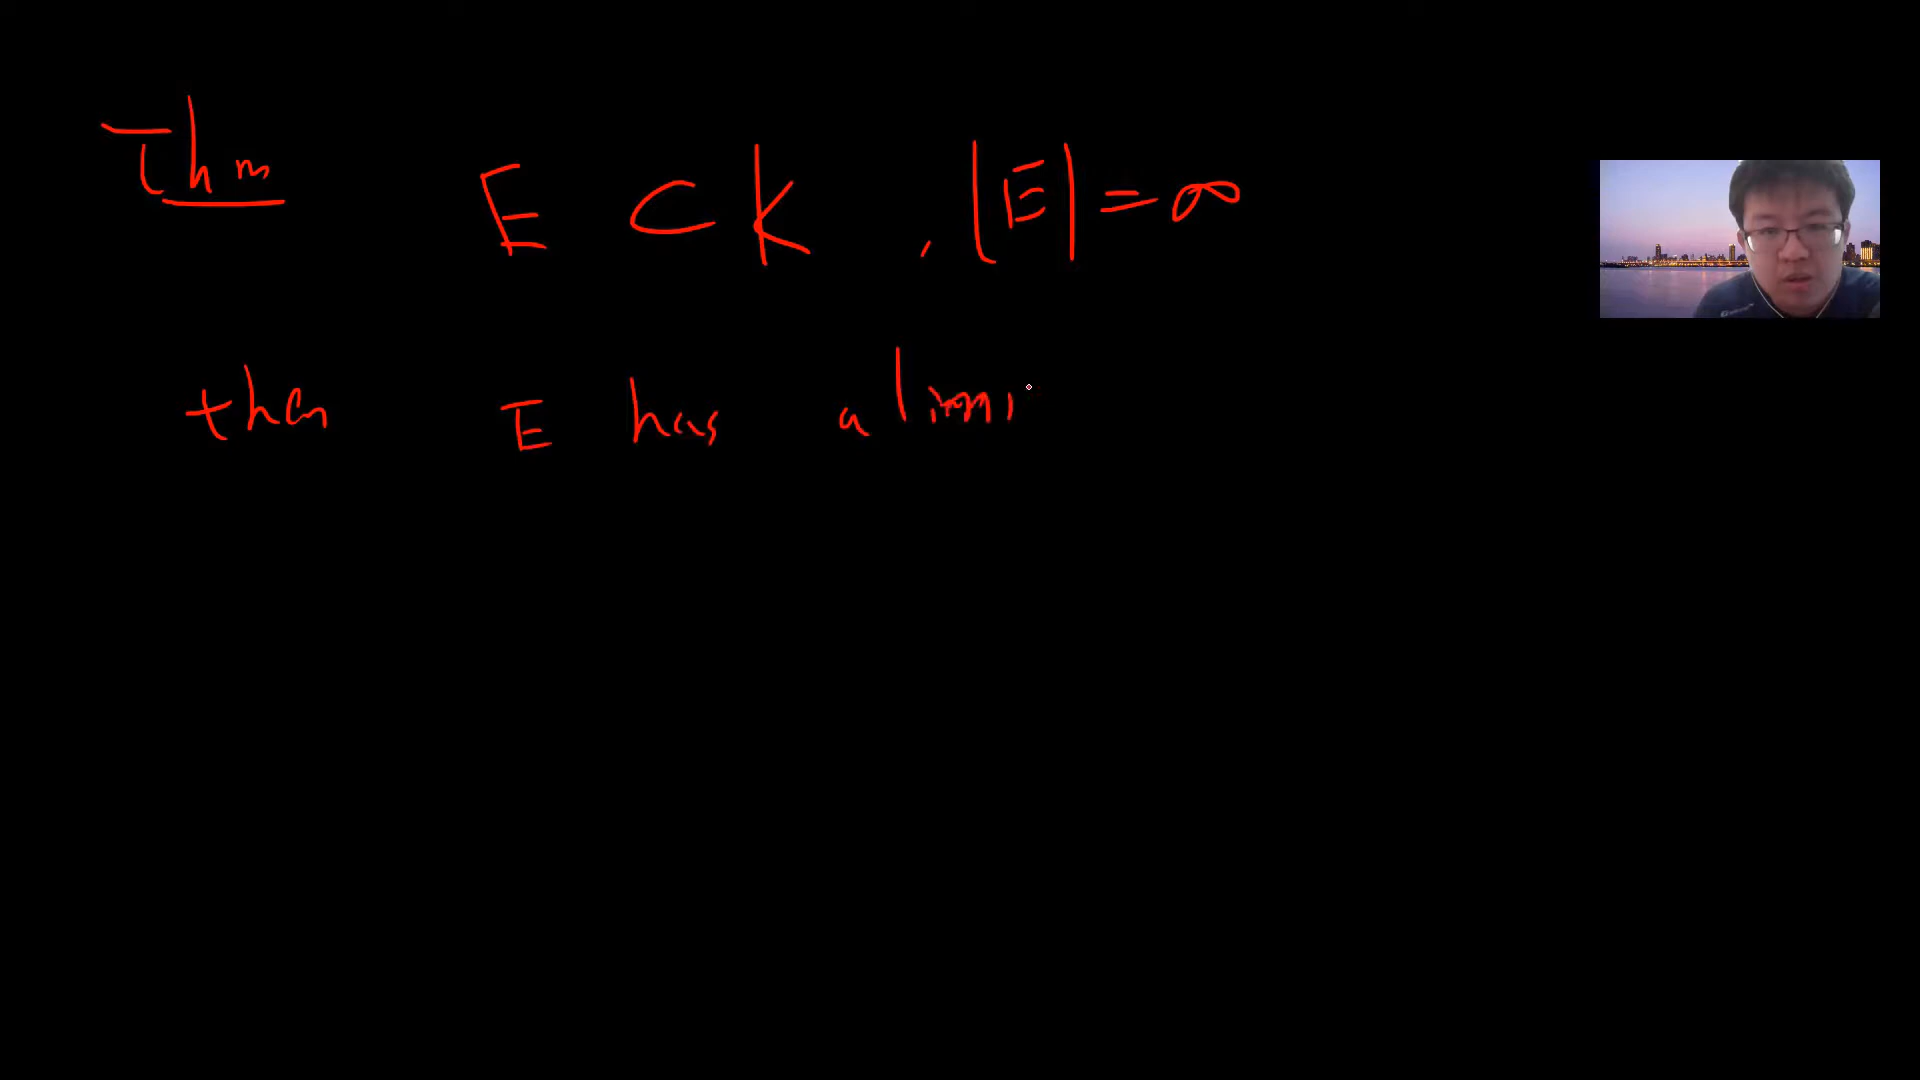 Thm E ⊂ K , |E| = ∞
then E has a limi